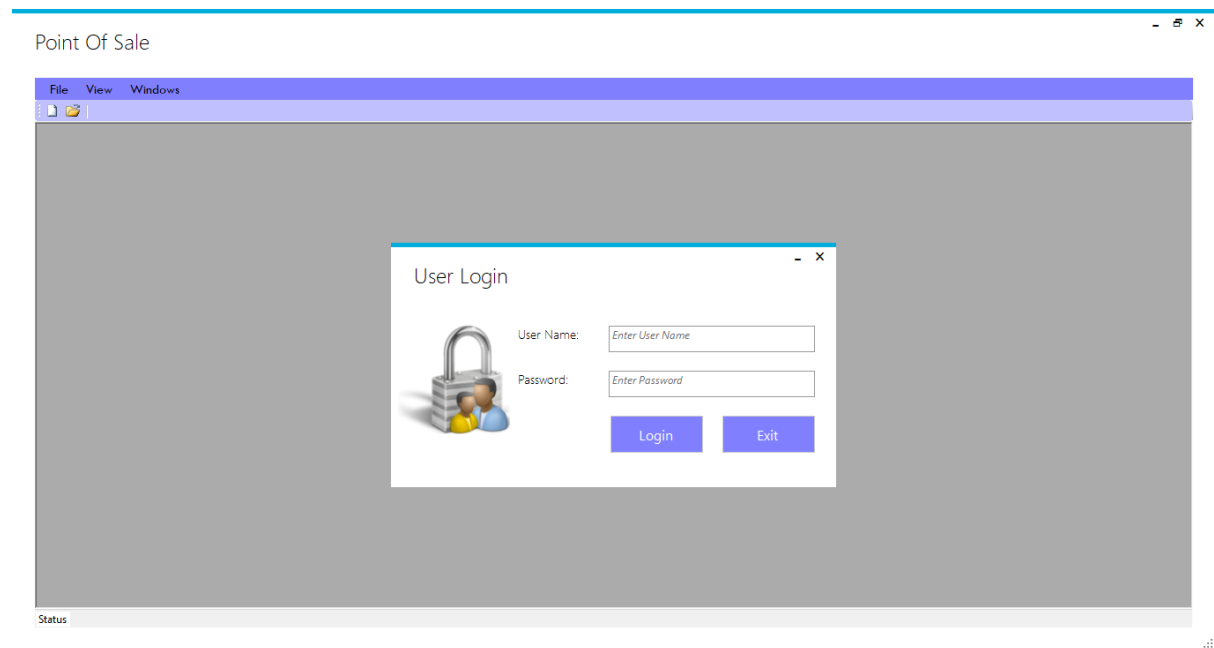 Point Of Sale
File View Windows
User Login
User Name: Enter User Name
Password: Enter Password
Login Exit
Status